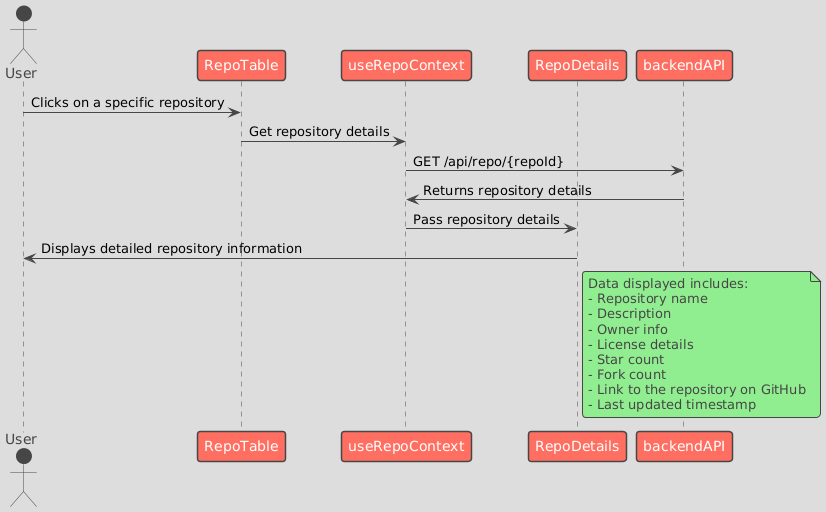 User
RepoTable
useRepoContext
RepoDetails
backendAPI
Clicks on a specific repository
Get repository details
GET /api/repo/{repoId}
Returns repository details
Pass repository details
Displays detailed repository information
Data displayed includes:
- Repository name
- Description
- Owner info
- License details
- Star count
- Fork count
- Link to the repository on GitHub
- Last updated timestamp
User
RepoTable
useRepoContext
RepoDetails
backendAPI